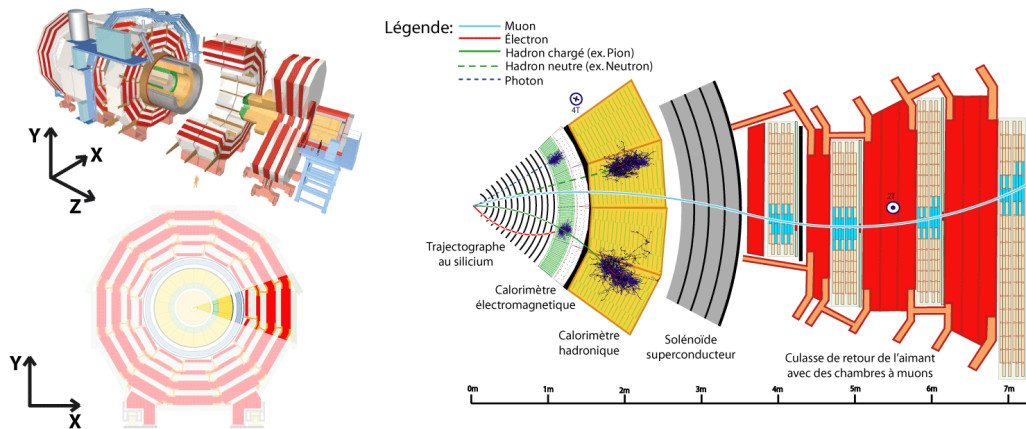 Légende:
Muon
Électron
Hadron chargé (ex. Pion)
Hadron neutre (ex. Neutron)
Photon
Y
X
Z
4T
2T
Trajectographe
au silicium
Calorimètre
électromagnetique
Calorimètre
hadronique
Solénoïde
superconducteur
Culasse de retour de l'aimant
avec des chambres à muons
Y
X
0m 1m 2m 3m 4m 5m 6m 7m